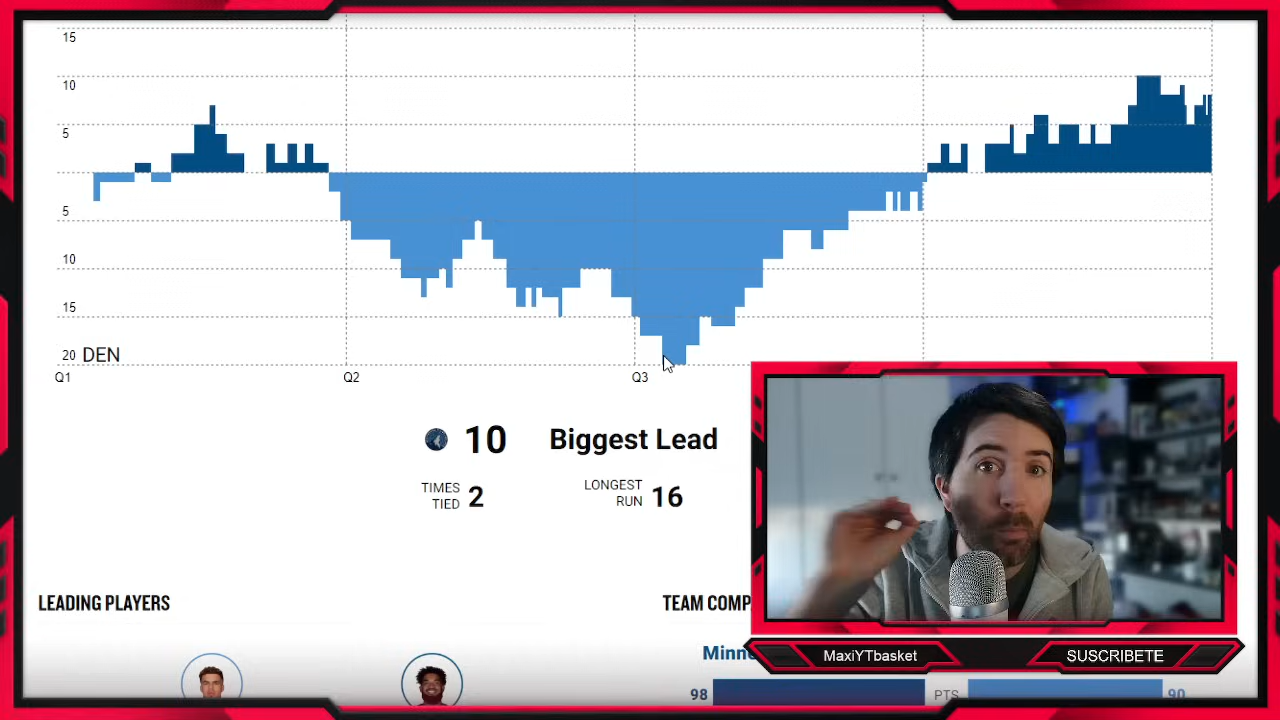 15
10
5
5
10
15
20 DEN
Q1 Q2 Q3
10 Biggest Lead
TIMES TIED 2
LONGEST RUN 16
LEADING PLAYERS
TEAM COMP
Minne
98 PTS 90
MaxiYTbasket
SUSCRIBETE